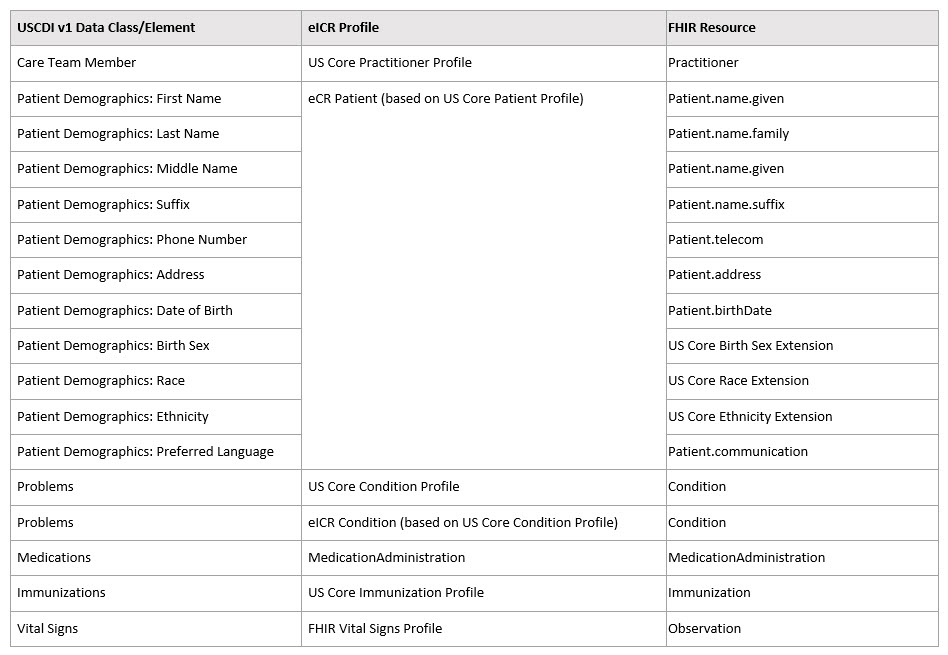 USCDI v1 Data Class/Element eICR Profile FHIR Resource
Care Team Member US Core Practitioner Profile Practitioner
Patient Demographics: First Name eCR Patient (based on US Core Patient Profile) Patient.name.given
Patient Demographics: Last Name Patient.name.family
Patient Demographics: Middle Name Patient.name.given
Patient Demographics: Suffix Patient.name.suffix
Patient Demographics: Phone Number Patient.telecom
Patient Demographics: Address Patient.address
Patient Demographics: Date of Birth Patient.birthDate
Patient Demographics: Birth Sex US Core Birth Sex Extension
Patient Demographics: Race US Core Race Extension
Patient Demographics: Ethnicity US Core Ethnicity Extension
Patient Demographics: Preferred Language Patient.communication
Problems US Core Condition Profile Condition
Problems eICR Condition (based on US Core Condition Profile) Condition
Medications MedicationAdministration MedicationAdministration
Immunizations US Core Immunization Profile Immunization
Vital Signs FHIR Vital Signs Profile Observation